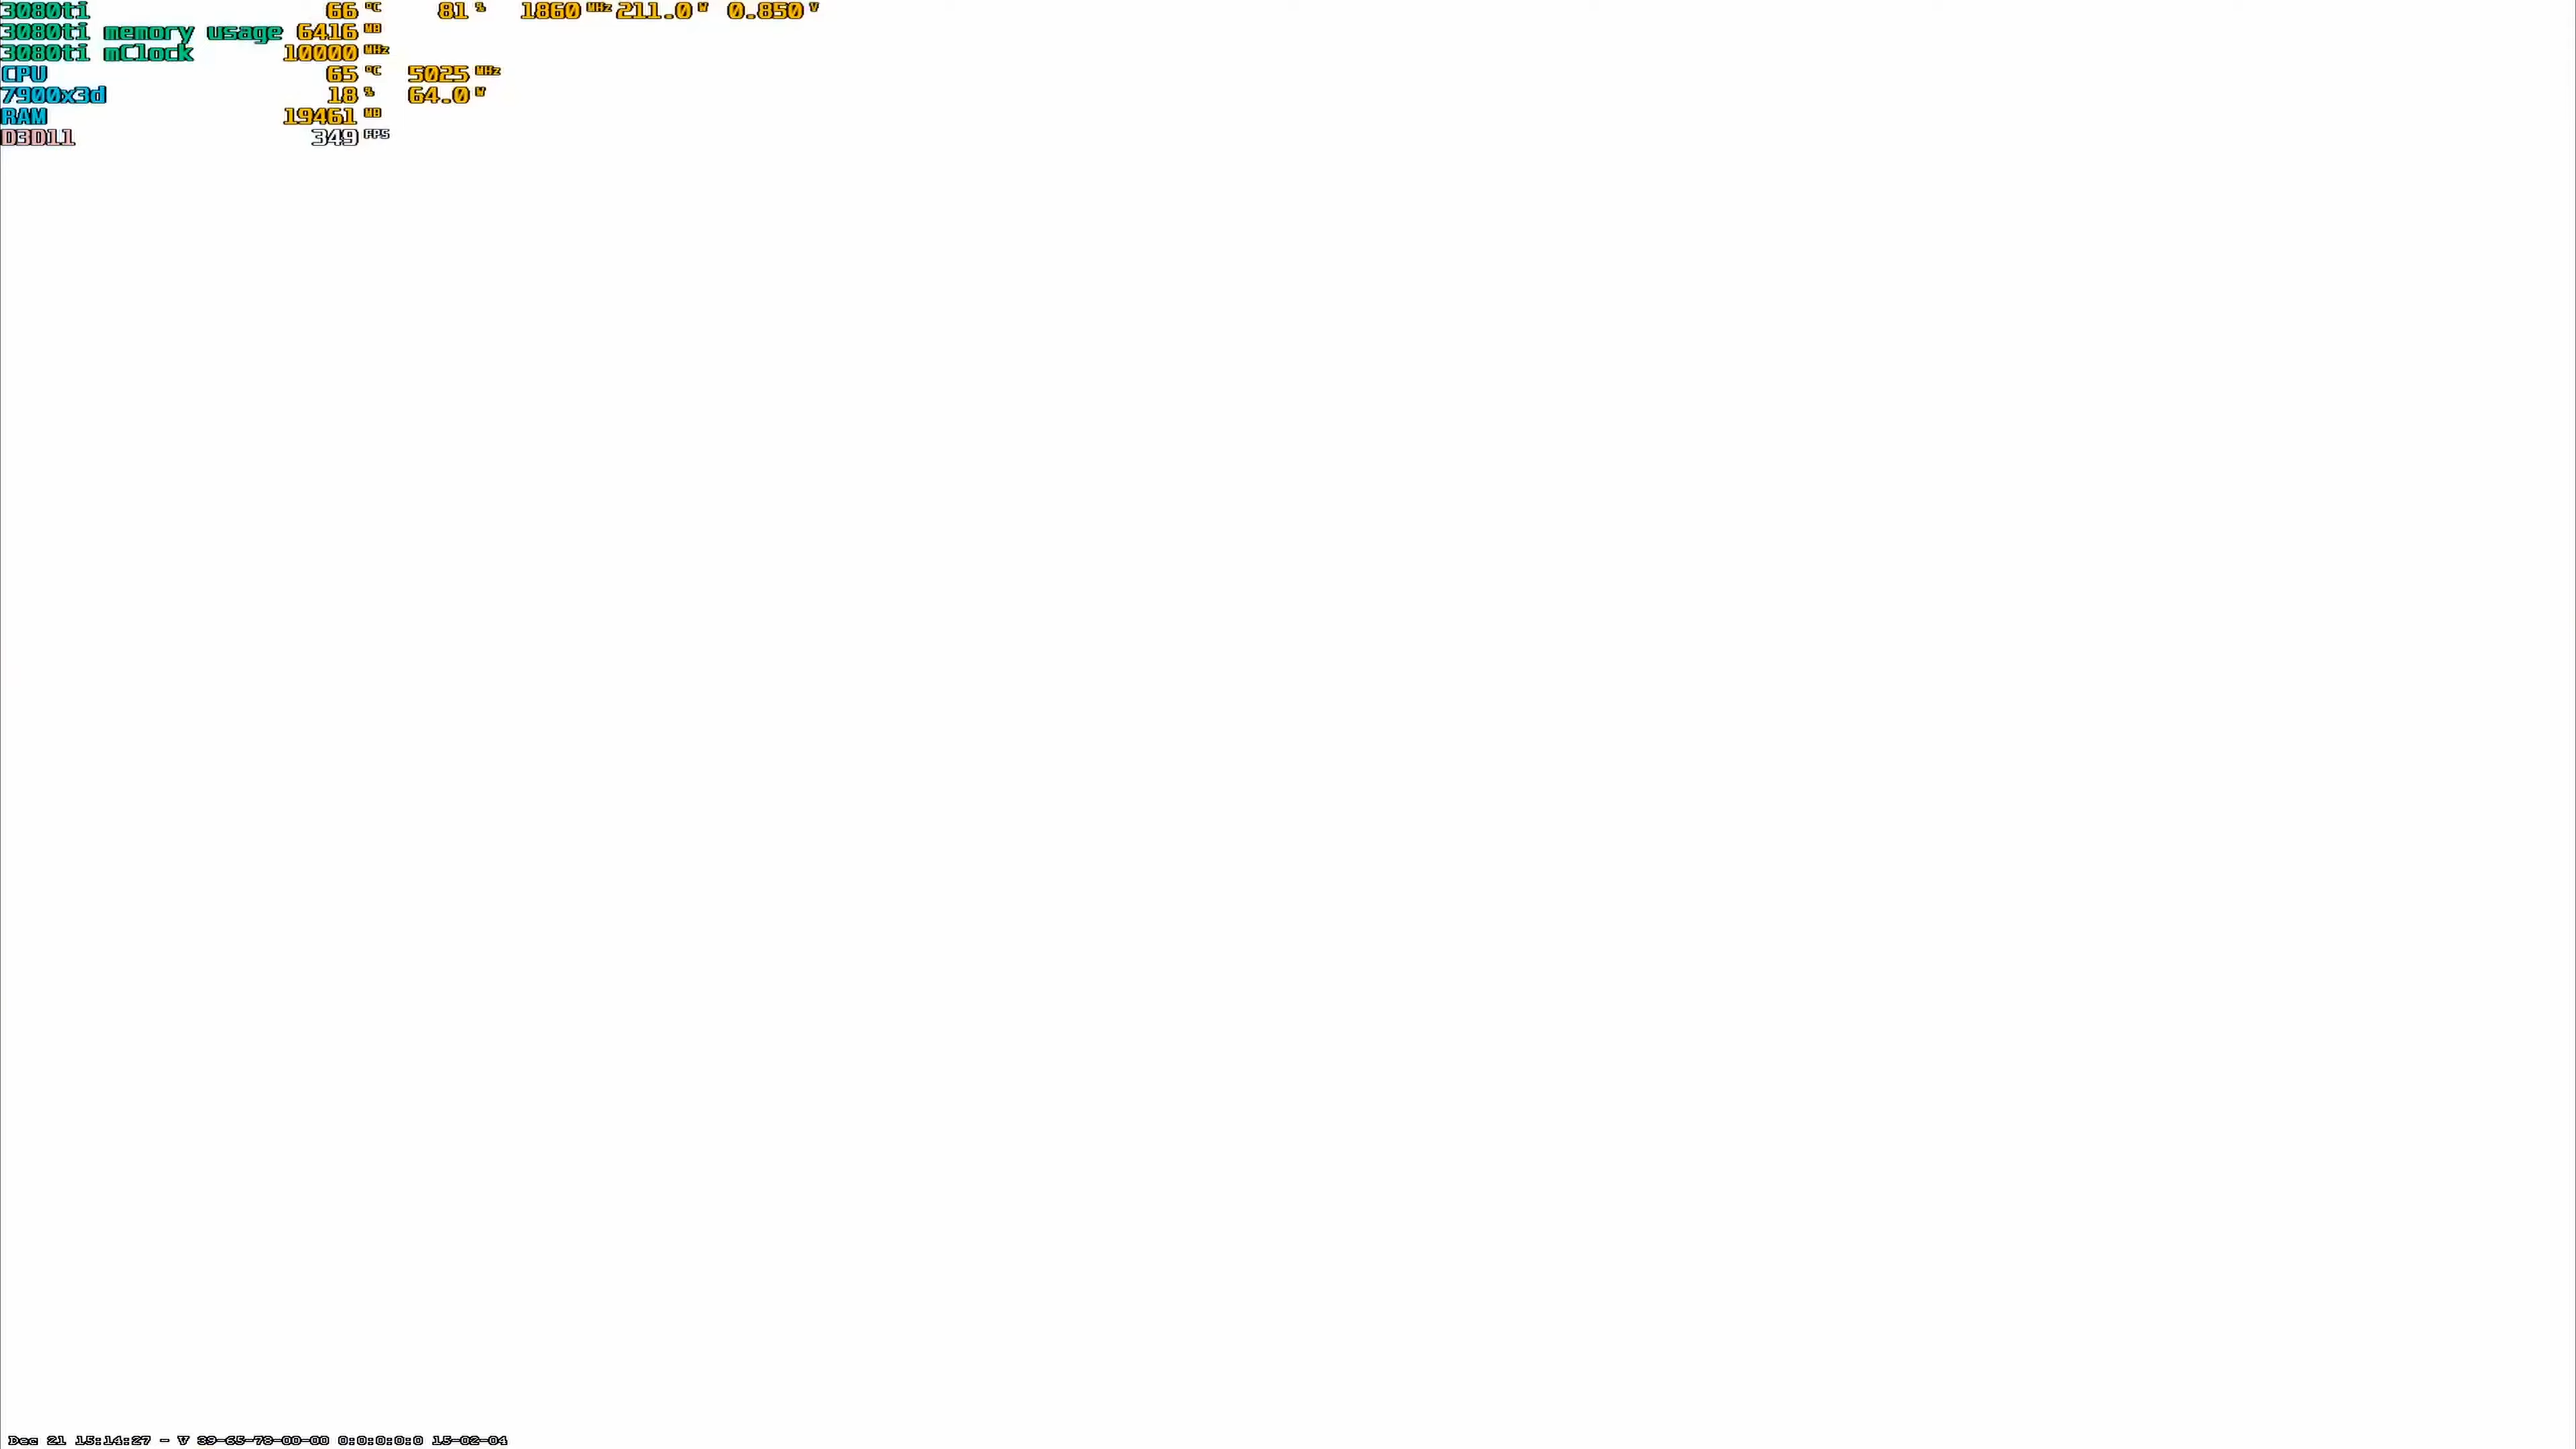 3080ti 66 °C 81 % 1860 MHz 211.0 W 0.850 V
3080ti memory usage 6416 MB
3080ti mClock 10000 MHz
CPU 65 °C 5025 MHz
7900x3d 18 % 64.0 W
RAM 19461 MB
D3D11 349 FPS
Dec 21 15:14:27 - V 39-65-78-00-00 0:0:0:0:0 15-02-04